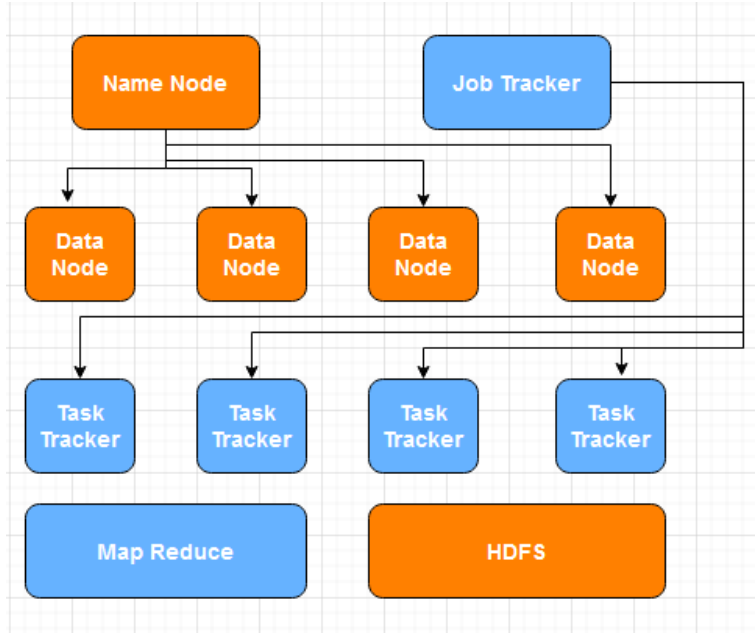 Name Node
Job Tracker
Data
Node
Data
Node
Data
Node
Data
Node
Task
Tracker
Task
Tracker
Task
Tracker
Task
Tracker
Map Reduce
HDFS